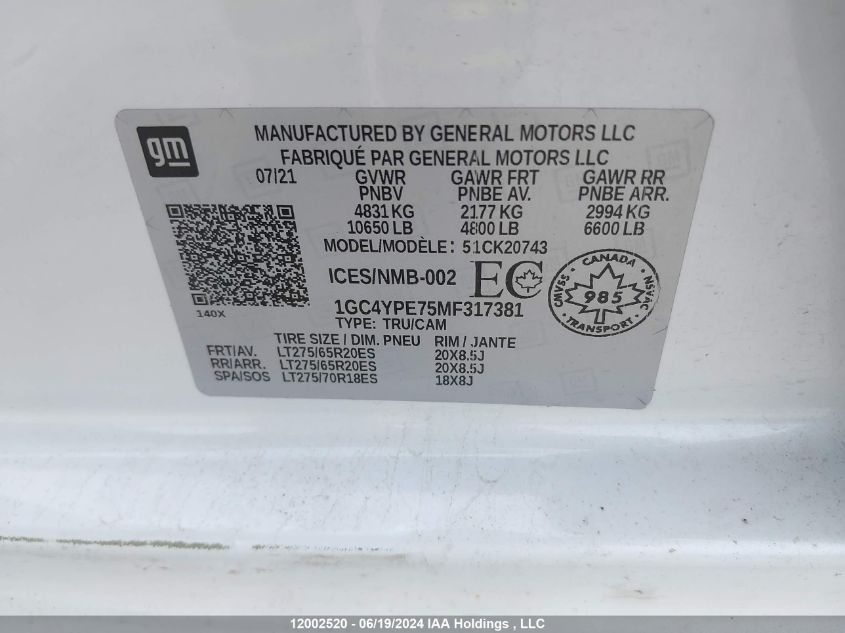 gm
MANUFACTURED BY GENERAL MOTORS LLC
FABRIQUÉ PAR GENERAL MOTORS LLC
07/21 GVWR GAWR FRT GAWR RR
PNBV PNBE AV. PNBE ARR.
4831 KG 2177 KG 2994 KG
10650 LB 4800 LB 6600 LB
MODEL/MODÈLE: 51CK20743
ICES/NMB-002 EC
CANADA
SSVAC 985 NSVAC
TRANSPORT
140X
1GC4YPE75MF317381
TYPE: TRU/CAM
TIRE SIZE / DIM. PNEU RIM / JANTE
FRT/AV. LT275/65R20ES 20X8.5J
RR/ARR. LT275/65R20ES 20X8.5J
SPA/SOS LT275/70R18ES 18X8J
12002520 - 06/19/2024 IAA Holdings , LLC